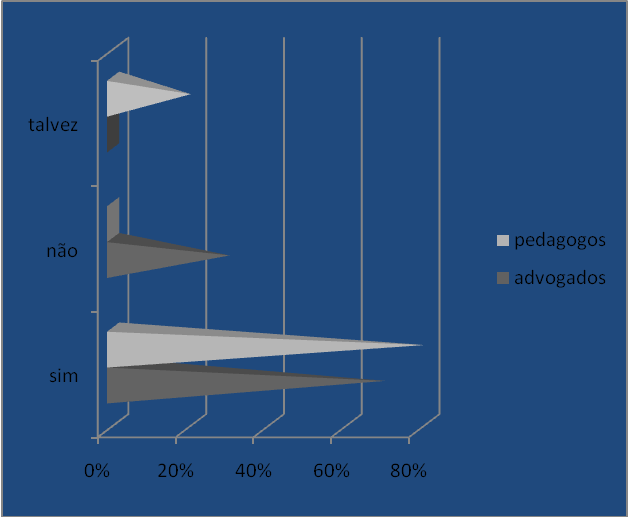 talvez
não
sim
0% 20% 40% 60% 80%
pedagogos
advogados